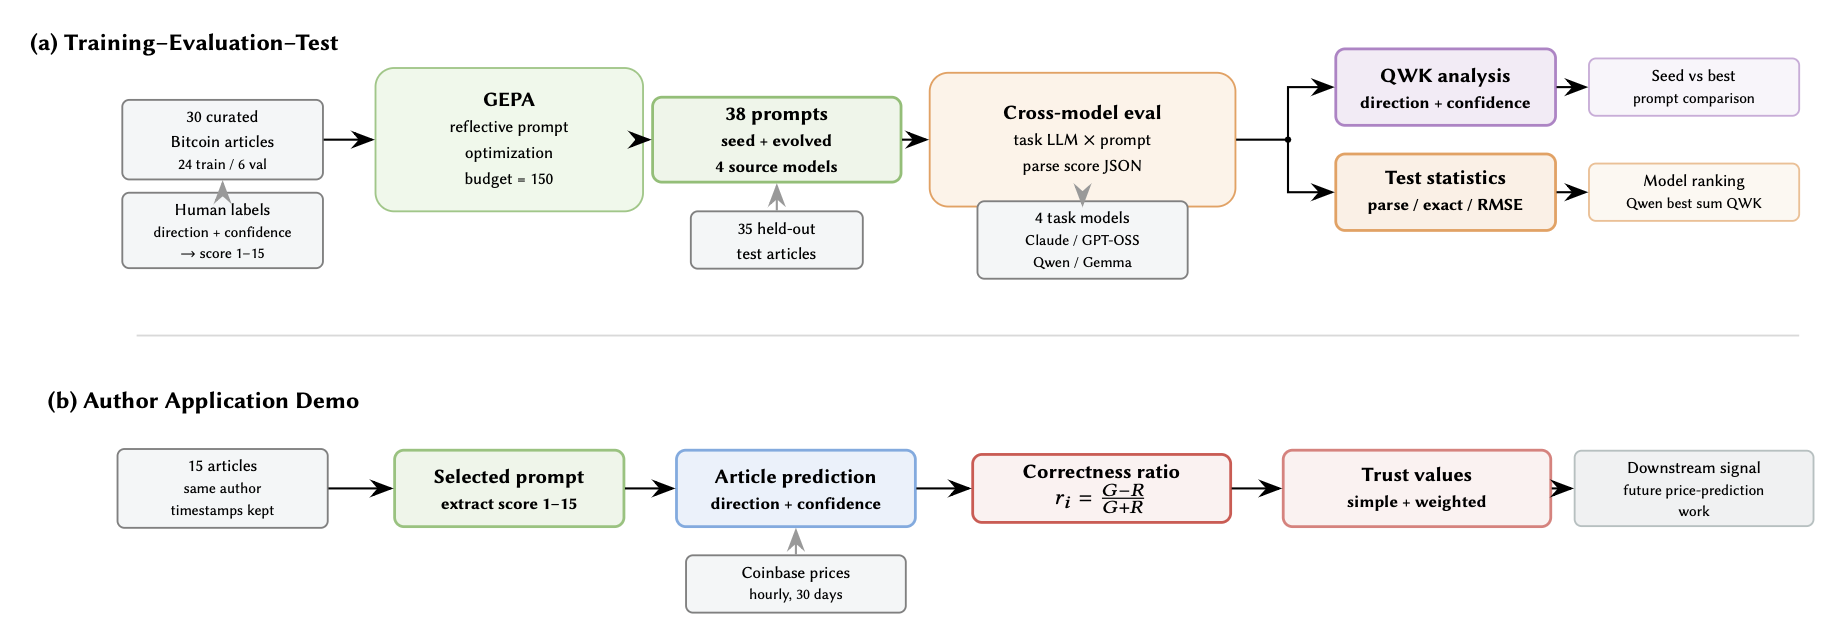 (a) Training–Evaluation–Test
30 curated
Bitcoin articles
24 train / 6 val
Human labels
direction + confidence
→ score 1–15
GEPA
reflective prompt
optimization
budget = 150
38 prompts
seed + evolved
4 source models
35 held-out
test articles
Cross-model eval
task LLM × prompt
parse score JSON
4 task models
Claude / GPT-OSS
Qwen / Gemma
QWK analysis
direction + confidence
Seed vs best
prompt comparison
Test statistics
parse / exact / RMSE
Model ranking
Qwen best sum QWK
(b) Author Application Demo
15 articles
same author
timestamps kept
Selected prompt
extract score 1–15
Article prediction
direction + confidence
Coinbase prices
hourly, 30 days
Correctness ratio
r_i = (G−R)/(G+R)
Trust values
simple + weighted
Downstream signal
future price-prediction
work